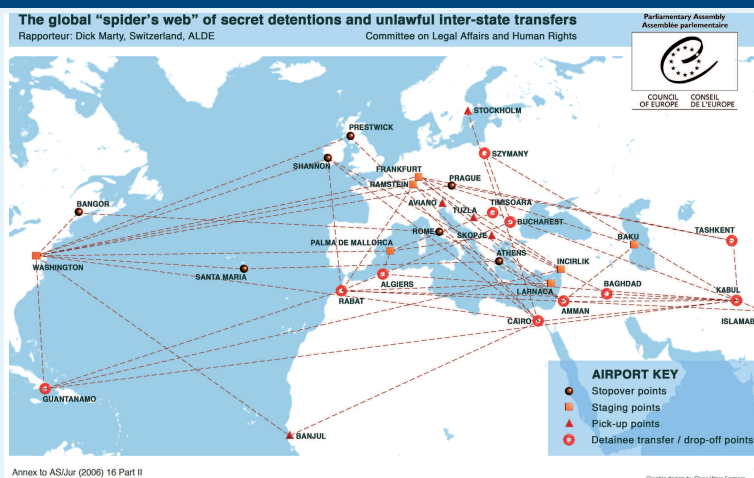 The global “spider’s web” of secret detentions and unlawful inter-state transfers
Rapporteur: Dick Marty, Switzerland, ALDE
Committee on Legal Affairs and Human Rights
Parliamentary Assembly
Assemblée parlementaire
COUNCIL CONSEIL
OF EUROPE DE L'EUROPE
STOCKHOLM
PRESTWICK
SHANNON
SZYMANY
FRANKFURT
RAMSTEIN
PRAGUE
BANGOR
AVIANO
TIMISOARA
TUZLA
BUCHAREST
ROME
SKOPJE
TASHKENT
BAKU
PALMA DE MALLORCA
ATHENS
WASHINGTON
SANTA MARIA
INCIRLIK
ALGIERS
LARNACA
BAGHDAD
KABUL
RABAT
AMMAN
CAIRO
ISLAMAB
GUANTANAMO
BANJUL
AIRPORT KEY
Stopover points
Staging points
Pick-up points
Detainee transfer / drop-off points
Annex to AS/Jur (2006) 16 Part II